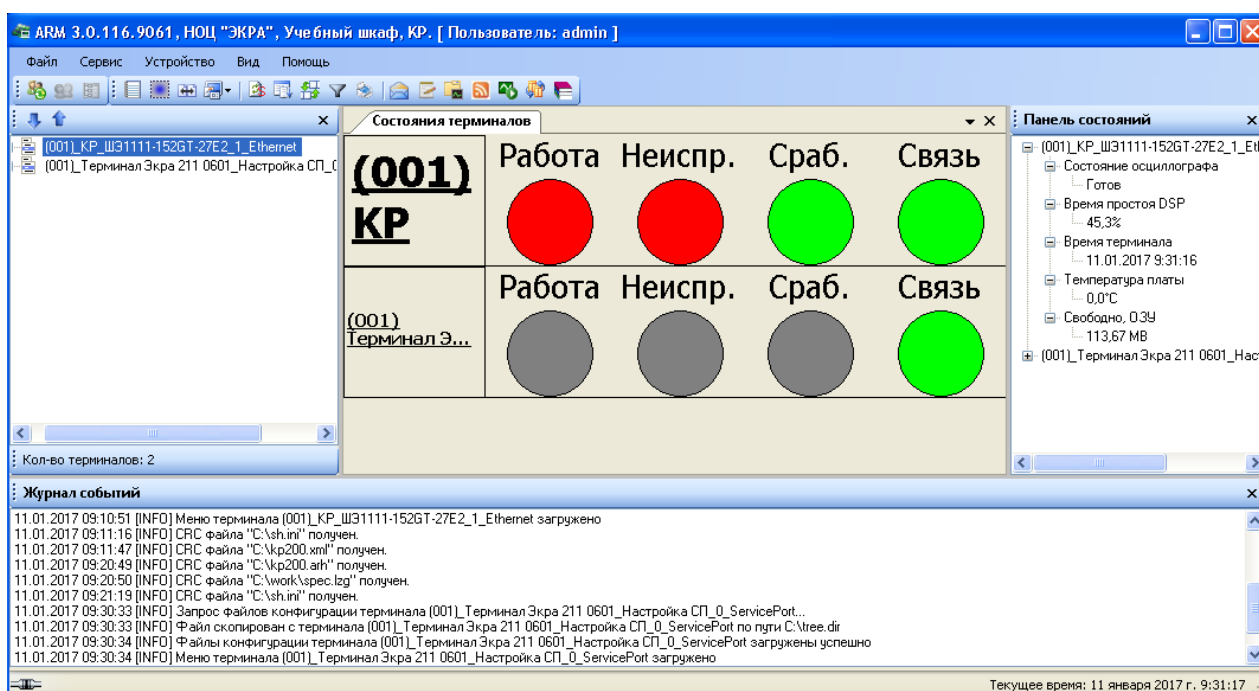 ARM 3.0.116.9061, НОЦ "ЭКРА", Учебный шкаф, КР. [ Пользователь: admin ]
Файл Сервис Устройство Вид Помощь
(001)_КР_ШЭ1111-152GT-27E2_1_Ethernet
(001)_Терминал Экра 211 0601_Настройка СП_0
Кол-во терминалов: 2
Состояния терминалов
(001)
КР
Работа Неиспр. Сраб. Связь
(001)
Терминал Э...
Работа Неиспр. Сраб. Связь
Панель состояний
(001)_КР_ШЭ1111-152GT-27E2_1_Eth
Состояние осциллографа
Готов
Время простоя DSP
45,3%
Время терминала
11.01.2017 9:31:16
Температура платы
0,0°C
Свободно, ОЗУ
113,67 MB
(001)_Терминал Экра 211 0601_Нас
Журнал событий
11.01.2017 09:10:51 [INFO] Меню терминала (001)_КР_ШЭ1111-152GT-27E2_1_Ethernet загружено
11.01.2017 09:11:16 [INFO] CRC файла "C:\sh.ini" получен.
11.01.2017 09:11:47 [INFO] CRC файла "C:\kp200.xml" получен.
11.01.2017 09:20:49 [INFO] CRC файла "C:\kp200.arh" получен.
11.01.2017 09:20:50 [INFO] CRC файла "C:\work\spec.lzg" получен.
11.01.2017 09:21:19 [INFO] CRC файла "C:\sh.ini" получен.
11.01.2017 09:30:33 [INFO] Запрос файлов конфигурации терминала (001)_Терминал Экра 211 0601_Настройка СП_0_ServicePort...
11.01.2017 09:30:33 [INFO] Файл скопирован с терминала (001)_Терминал Экра 211 0601_Настройка СП_0_ServicePort по пути C:\tree.dir
11.01.2017 09:30:34 [INFO] Файлы конфигурации терминала (001)_Терминал Экра 211 0601_Настройка СП_0_ServicePort загружены успешно
11.01.2017 09:30:34 [INFO] Меню терминала (001)_Терминал Экра 211 0601_Настройка СП_0_ServicePort загружено
Текущее время: 11 января 2017 г. 9:31:17